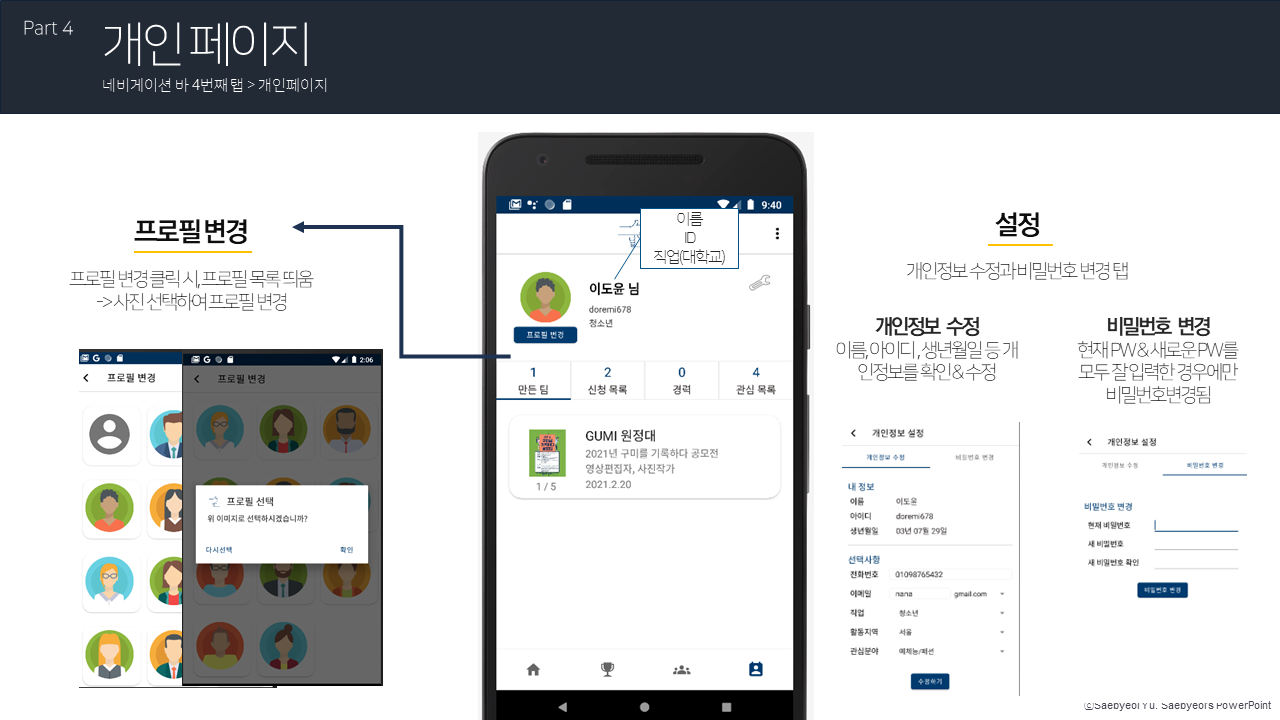 Part 4
개인 페이지
네비게이션 바 4번째 탭 > 개인페이지
프로필 변경
프로필 변경 클릭 시, 프로필 목록 띄움
-> 사진 선택하여 프로필 변경
프로필 변경
2:06
프로필 변경
프로필 선택
위 이미지로 선택하시겠습니까?
다시선택
확인
9:40
이름
ID
직업(대학교)
이도윤 님
doremi678
청소년
프로필 변경
1
만든 팀
2
신청 목록
0
경력
4
관심 목록
GUMI 원정대
2021년 구미를 기록하다 공모전
영상편집자, 사진작가
2021.2.20
1 / 5
설정
개인정보 수정과 비밀번호 변경 탭
개인정보 수정
이름, 아이디, 생년월일 등 개
인정보를 확인 & 수정
개인정보 설정
개인정보 수정
비밀번호 변경
내 정보
이름 이도윤
아이디 doremi678
생년월일 03년 07월 29일
선택사항
전화번호 01098765432
이메일 nana gmail.com
직업 청소년
활동지역 서울
관심분야 예체능/패션
수정하기
비밀번호 변경
현재 PW & 새로운 PW를
모두 잘 입력한 경우에만
비밀번호변경됨
개인정보 설정
개인정보 수정
비밀번호 변경
비밀번호 변경
현재 비밀번호
새 비밀번호
새 비밀번호 확인
비밀번호 변경
©Saebyeol Yu. Saebyeol's PowerPoint